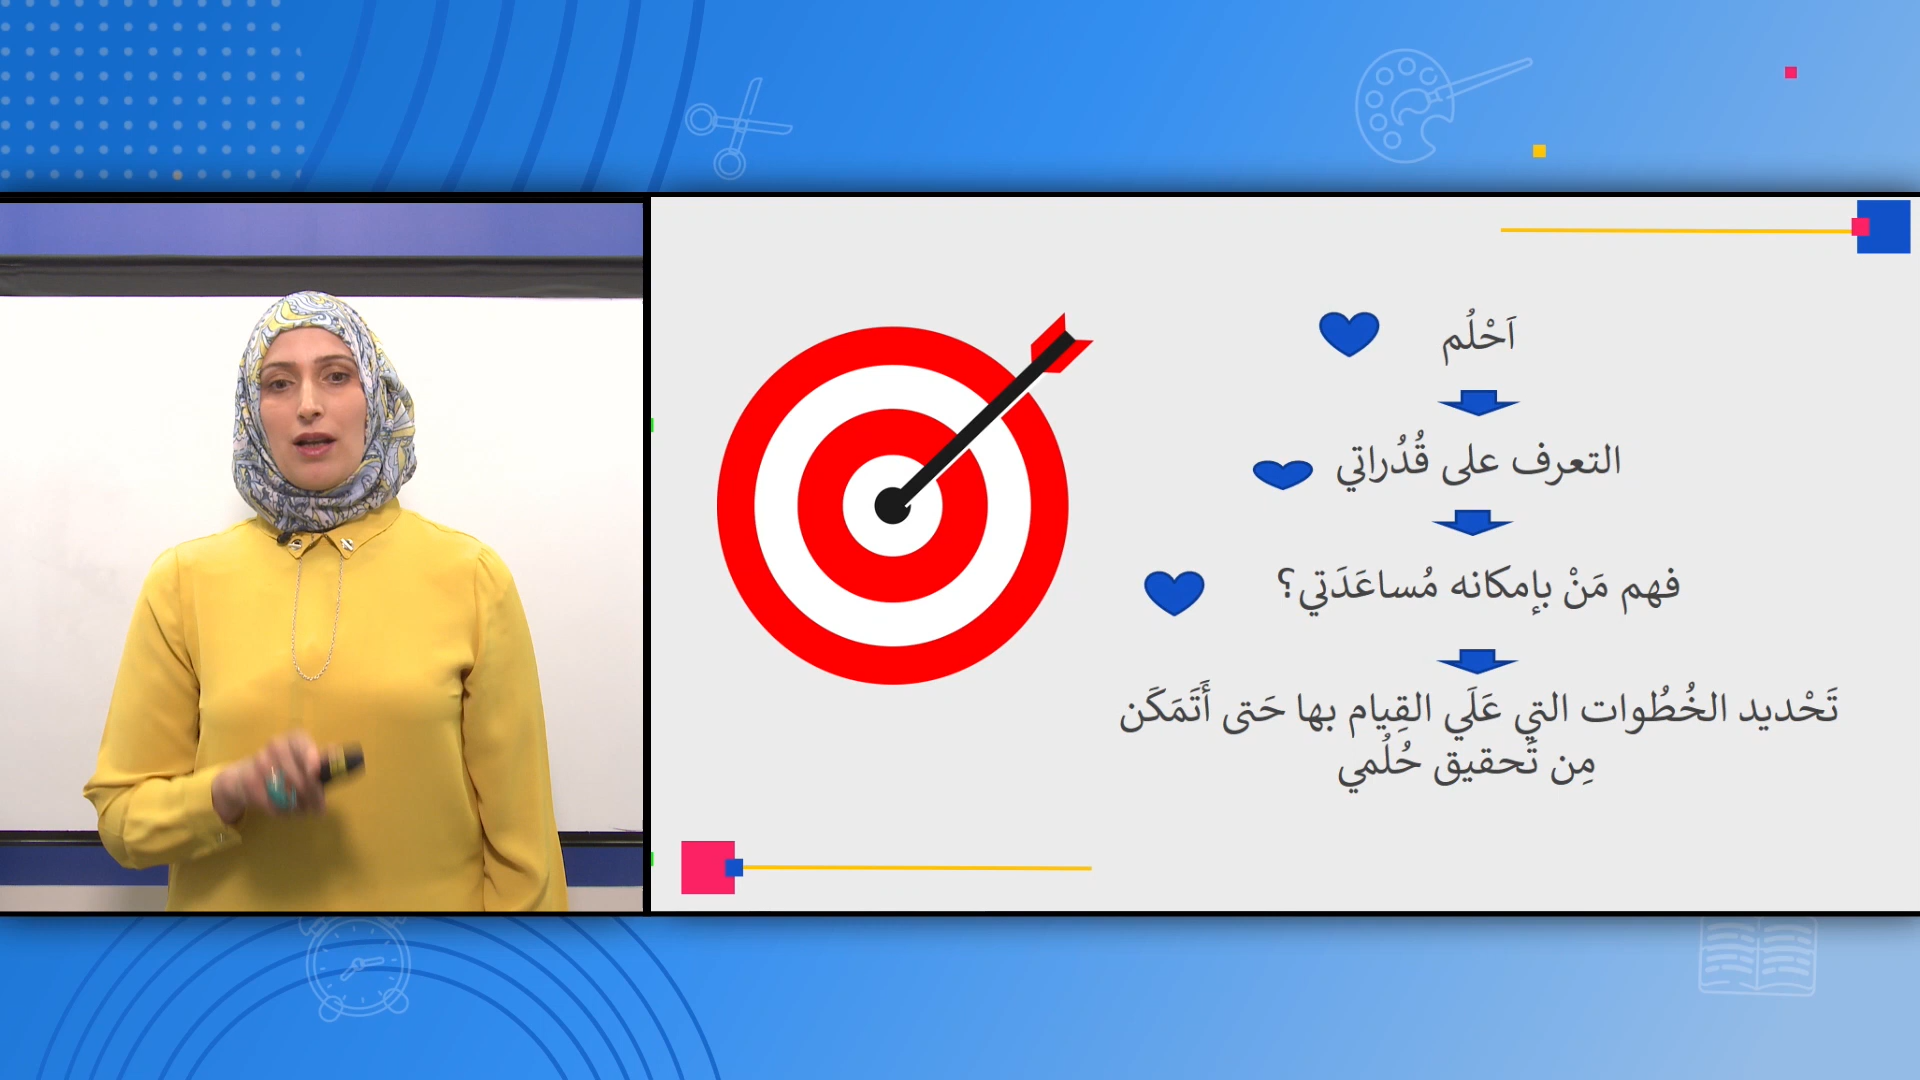 اَحْلُم
التعرف على قُدُراتي
فهم مَنْ بإمكانه مُساعَدَتي؟
تَحْديد الخُطُوات التي عَلَي القِيام بها حَتى أَتَمَكَن
مِن تَحقيق حُلُمي